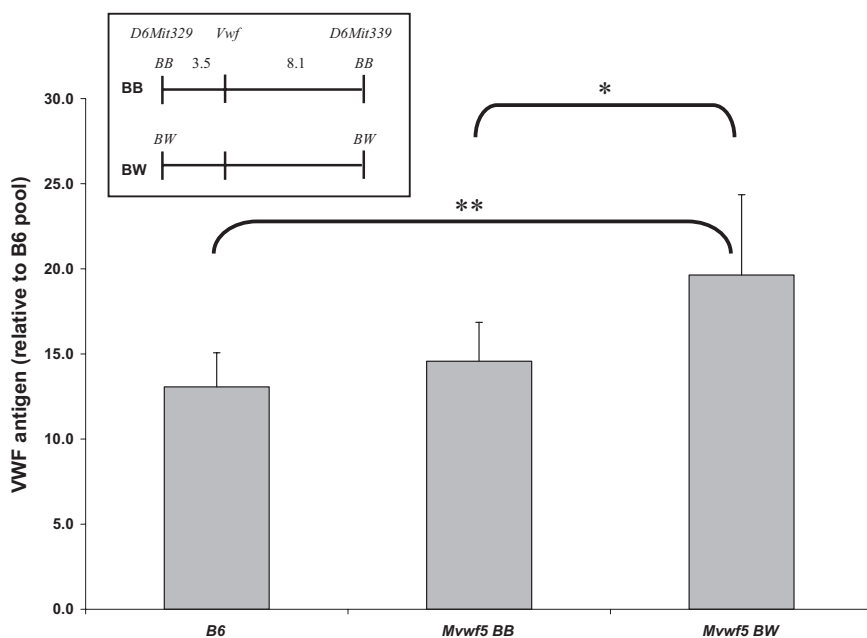 D6Mit329 Vwf D6Mit339
BB 3.5 8.1 BB
BB
BW BW
BW
*
**
VWF antigen (relative to B6 pool)
30.0
25.0
20.0
15.0
10.0
5.0
0.0
B6 Mvwf5 BB Mvwf5 BW